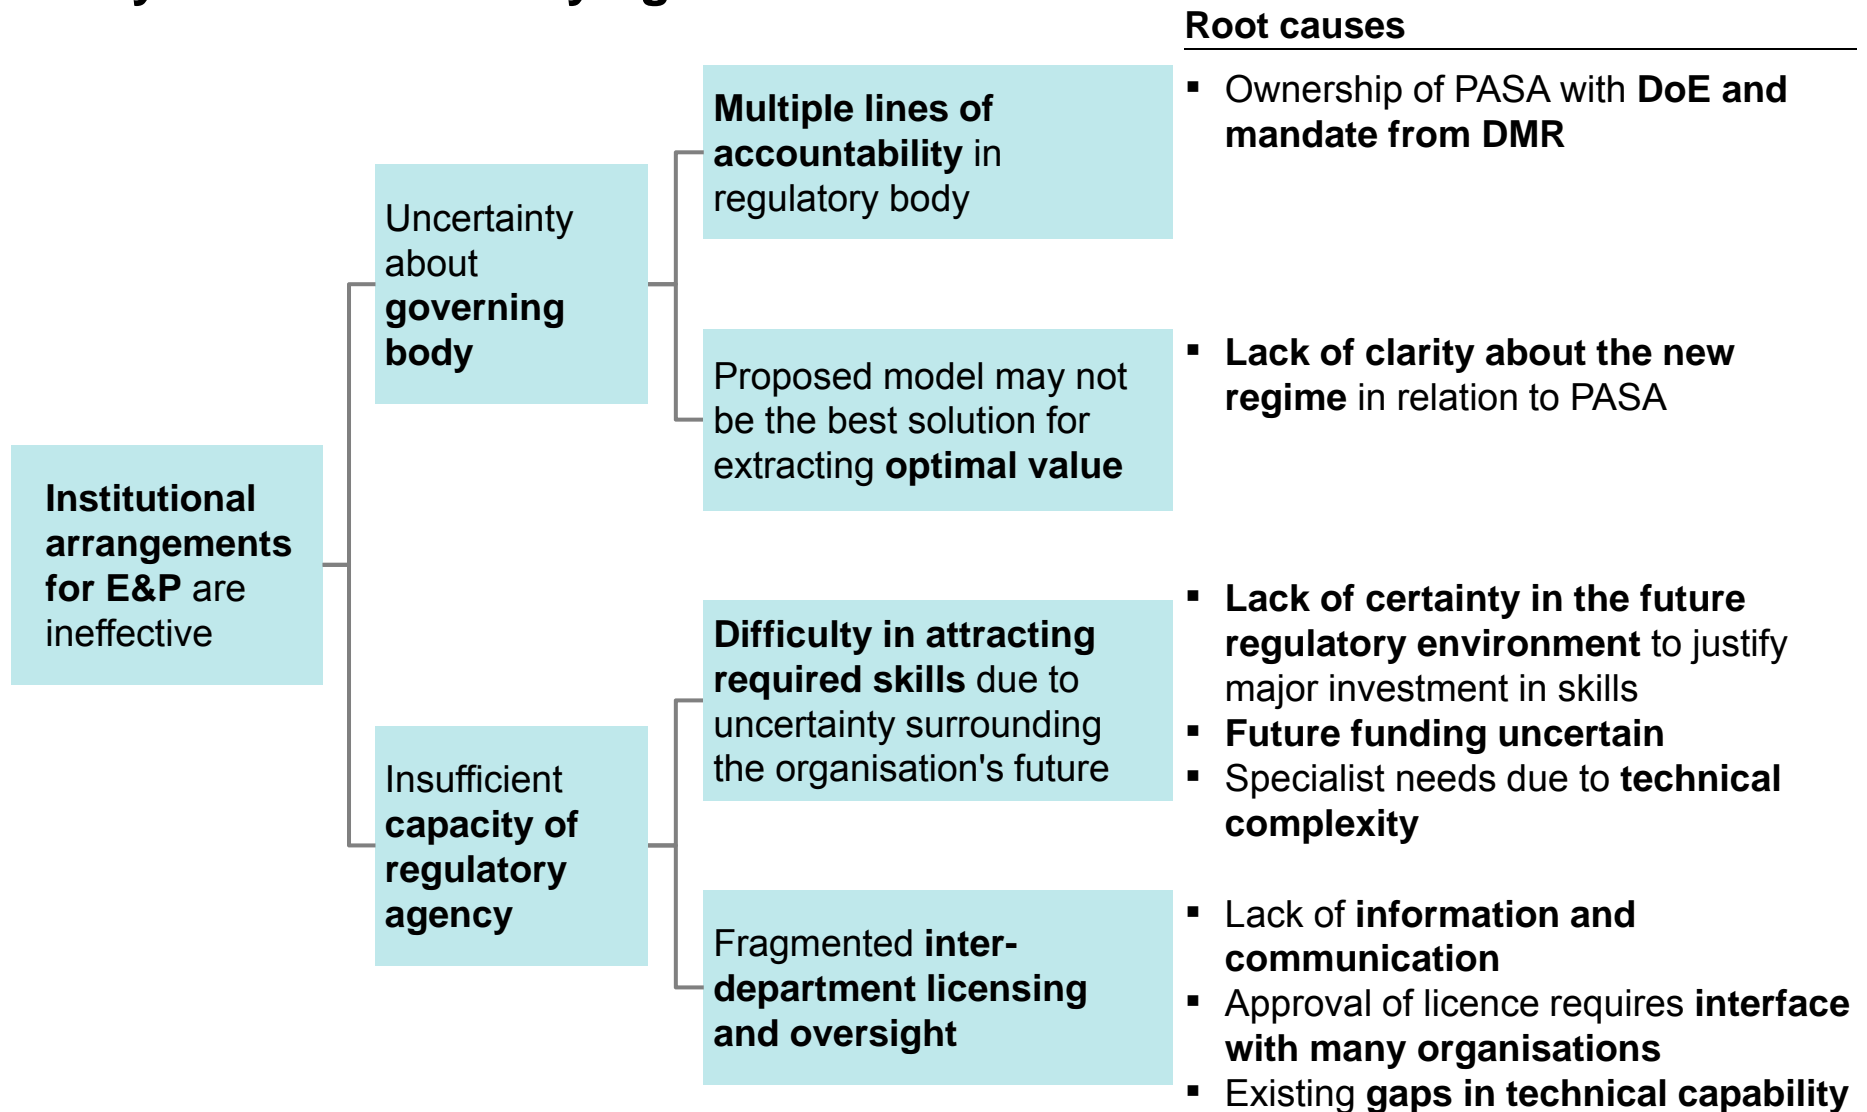 Root causes
Institutional
arrangements
for E&P are
ineffective
Uncertainty
about
governing
body
Insufficient
capacity of
regulatory
agency
Multiple lines of
accountability in
regulatory body
▪ Ownership of PASA with DoE and
mandate from DMR
Proposed model may not
be the best solution for
extracting optimal value
▪ Lack of clarity about the new
regime in relation to PASA
Difficulty in attracting
required skills due to
uncertainty surrounding
the organisation's future
▪ Lack of certainty in the future
regulatory environment to justify
major investment in skills
▪ Future funding uncertain
▪ Specialist needs due to technical
complexity
Fragmented inter-
department licensing
and oversight
▪ Lack of information and
communication
▪ Approval of licence requires interface
with many organisations
▪ Existing gaps in technical capability